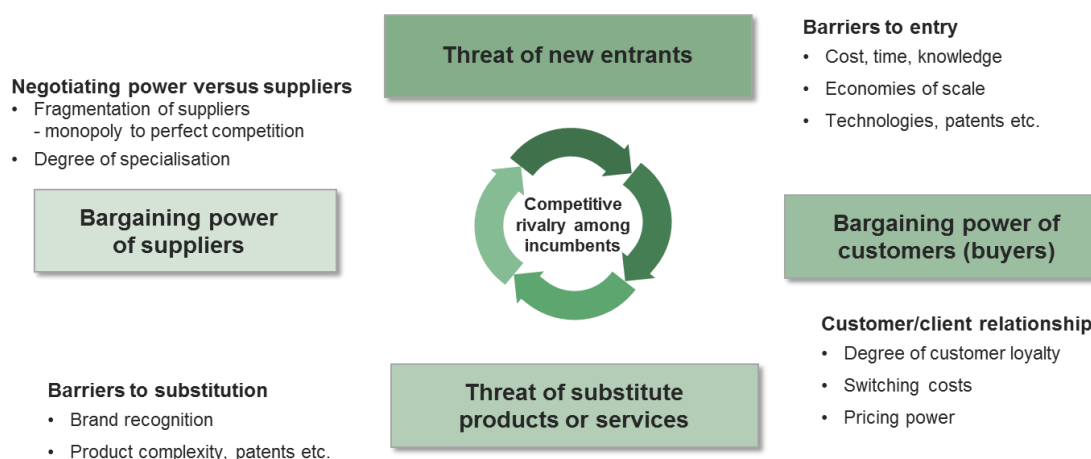 Threat of new entrants
Barriers to entry
• Cost, time, knowledge
• Economies of scale
• Technologies, patents etc.
Negotiating power versus suppliers
• Fragmentation of suppliers
- monopoly to perfect competition
• Degree of specialisation
Bargaining power
of suppliers
Competitive
rivalry among
incumbents
Bargaining power of
customers (buyers)
Customer/client relationship
• Degree of customer loyalty
• Switching costs
• Pricing power
Barriers to substitution
• Brand recognition
• Product complexity, patents etc.
Threat of substitute
products or services